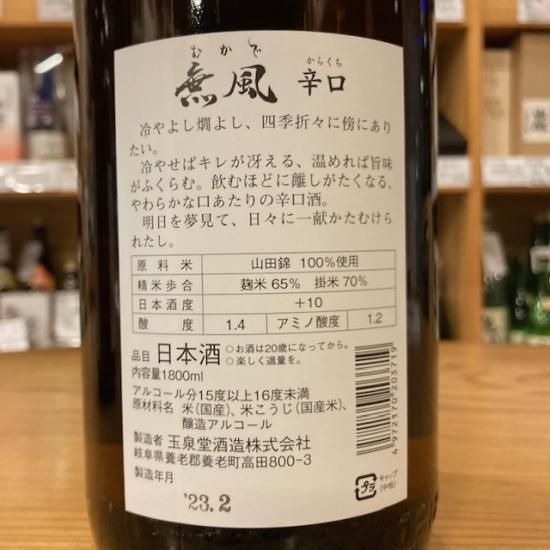 むかで からくち
無風 辛口
冷やよし燗よし、四季折々に傍にあり
たい。
冷やせばキレが冴える、温めれば旨味
がふくらむ。飲むほどに離しがたくなる、
やわらかな口あたりの辛口酒。
明日を夢見て、日々に一献かたむけら
れたし。
原料米 山田錦 100%使用
精米歩合 麹米 65% 掛米 70%
日本酒度 +10
酸度 1.4 アミノ酸度 1.2
品目 日本酒 ○お酒は20歳になってから。
○楽しく適量を。
内容量1800ml
アルコール分15度以上16度未満
原材料名 米(国産)、米こうじ(国産米)、
醸造アルコール
製造者 玉泉堂酒造株式会社
岐阜県養老郡養老町高田800-3
製造年月
'23.2
4972170203719
プラ
キャップ
(中栓)